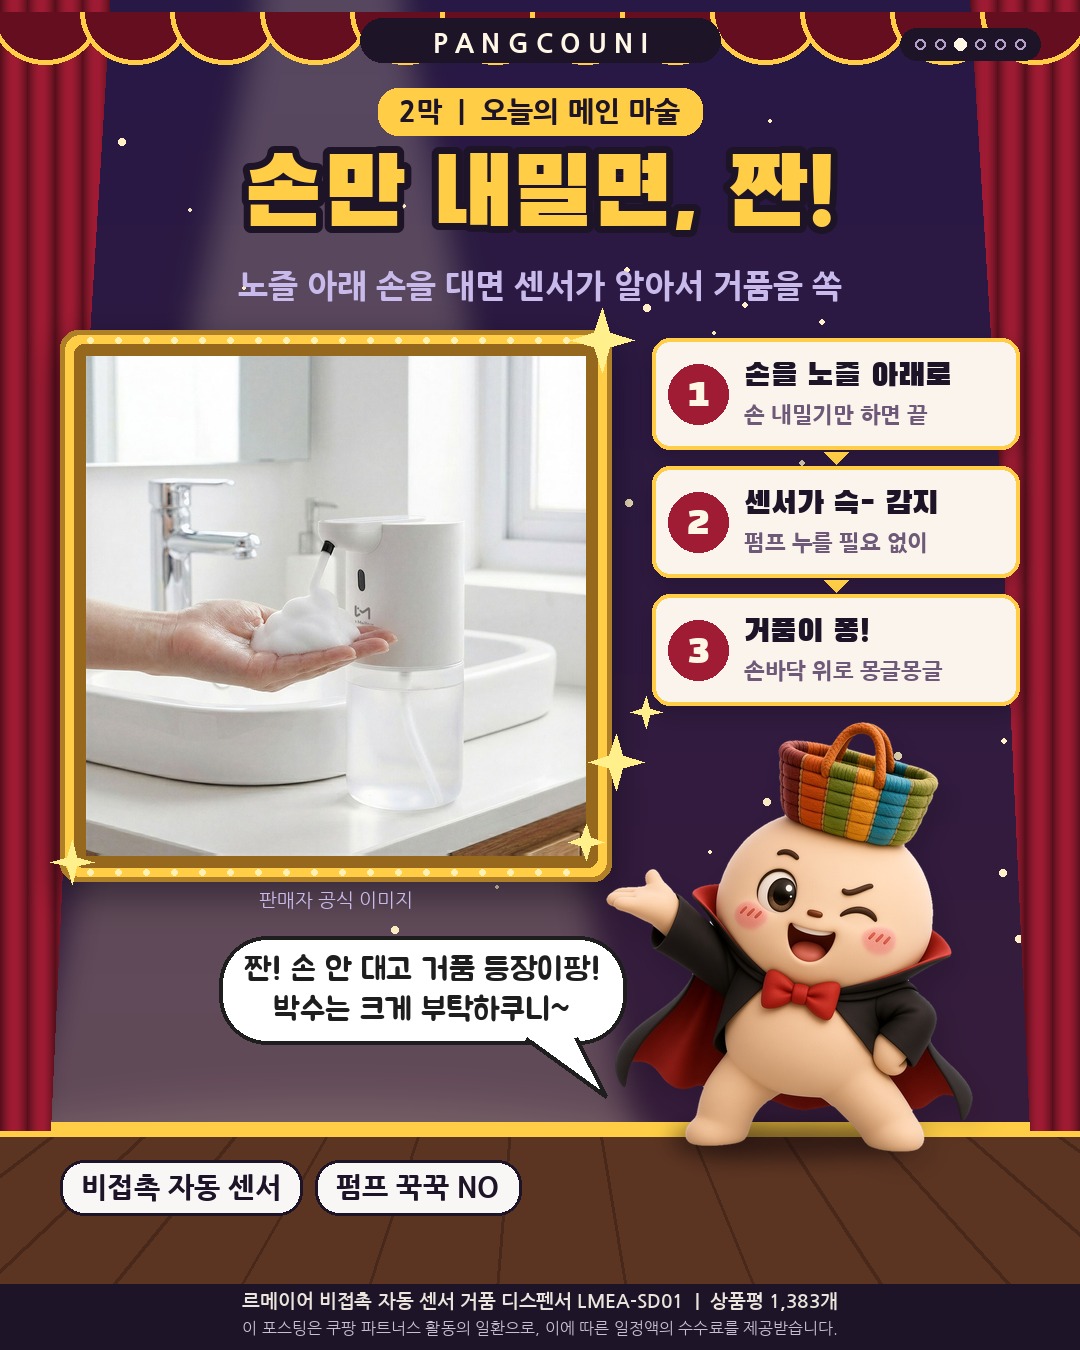 PANGCOUNI
2막 | 오늘의 메인 마술
손만 내밀면, 짠!
노즐 아래 손을 대면 센서가 알아서 거품을 쏙
1 손을 노즐 아래로
손 내밀기만 하면 끝
2 센서가 슥- 감지
펌프 누를 필요 없이
3 거품이 퐁!
손바닥 위로 몽글몽글
판매자 공식 이미지
짠! 손 안 대고 거품 등장이팡!
박수는 크게 부탁하쿠니~
비접촉 자동 센서
펌프 꾹꾹 NO
르메이어 비접촉 자동 센서 거품 디스펜서 LMEA-SD01 | 상품평 1,383개
이 포스팅은 쿠팡 파트너스 활동의 일환으로, 이에 따른 일정액의 수수료를 제공받습니다.